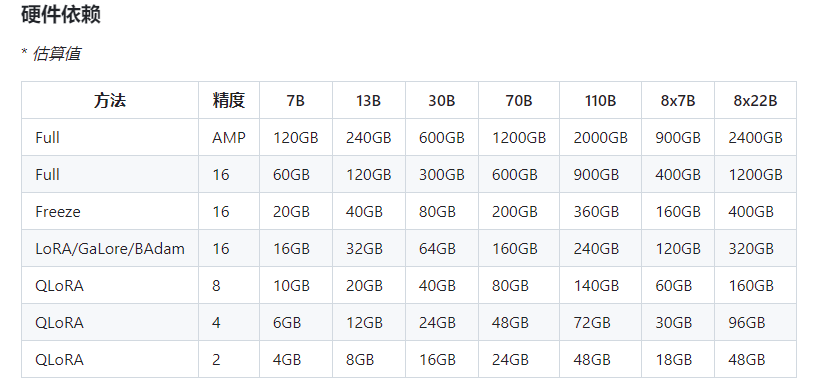 硬件依赖
* 估算值
方法 精度 7B 13B 30B 70B 110B 8x7B 8x22B
Full AMP 120GB 240GB 600GB 1200GB 2000GB 900GB 2400GB
Full 16 60GB 120GB 300GB 600GB 900GB 400GB 1200GB
Freeze 16 20GB 40GB 80GB 200GB 360GB 160GB 400GB
LoRA/GaLore/BAdam 16 16GB 32GB 64GB 160GB 240GB 120GB 320GB
QLoRA 8 10GB 20GB 40GB 80GB 140GB 60GB 160GB
QLoRA 4 6GB 12GB 24GB 48GB 72GB 30GB 96GB
QLoRA 2 4GB 8GB 16GB 24GB 48GB 18GB 48GB